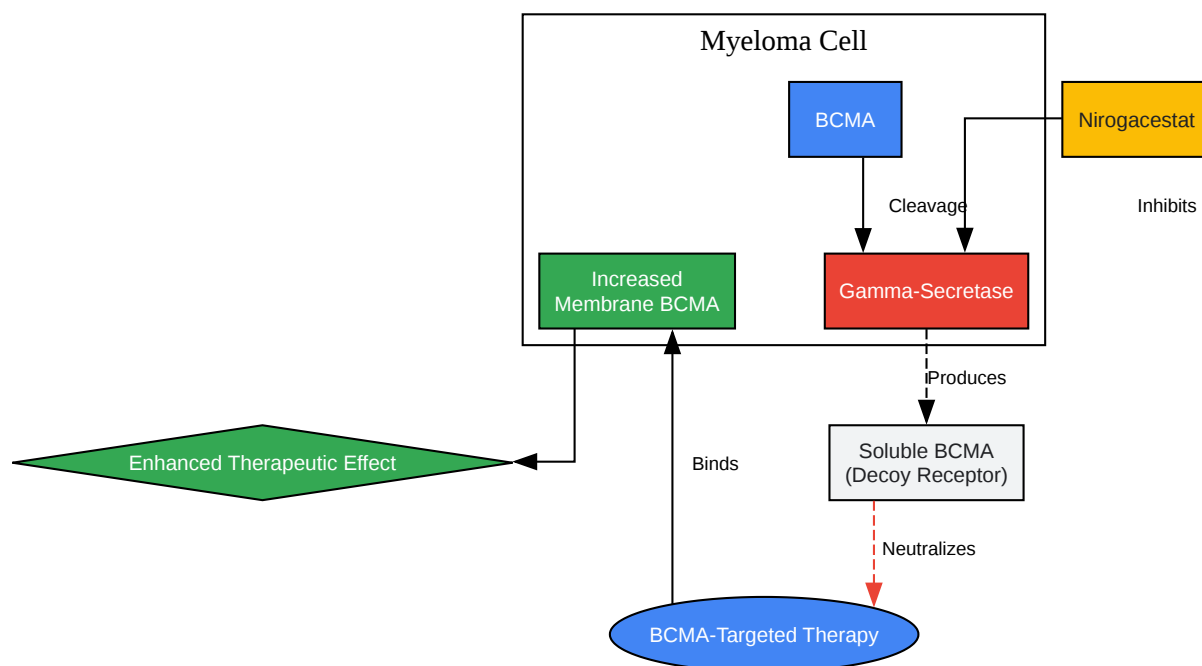 Myeloma Cell
BCMA
Nirogacestat
Cleavage
Inhibits
Increased
Membrane BCMA
Gamma-Secretase
Produces
Enhanced Therapeutic Effect
Binds
Soluble BCMA
(Decoy Receptor)
Neutralizes
BCMA-Targeted Therapy